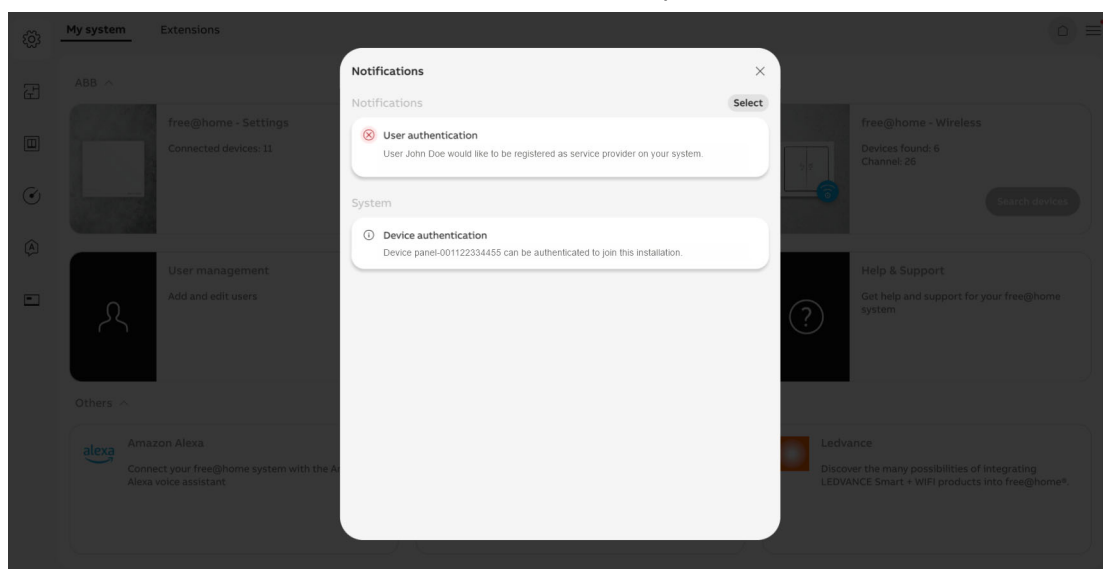 My system
Extensions
ABB
Notifications
Notifications
Select
User authentication
User John Doe would like to be registered as service provider on your system.
System
Device authentication
Device panel-001122334455 can be authenticated to join this installation.
free@home - Settings
Connected devices: 11
free@home - Wireless
Devices found: 6
Channel: 26
Search devices
User management
Add and edit users
Help & Support
Get help and support for your free@home
system
Others
alexa
Amazon Alexa
Connect your free@home system with the
Alexa voice assistant
Ledvance
Discover the many possibilities of integrating
LEDVANCE Smart + WIFI products into free@home®.